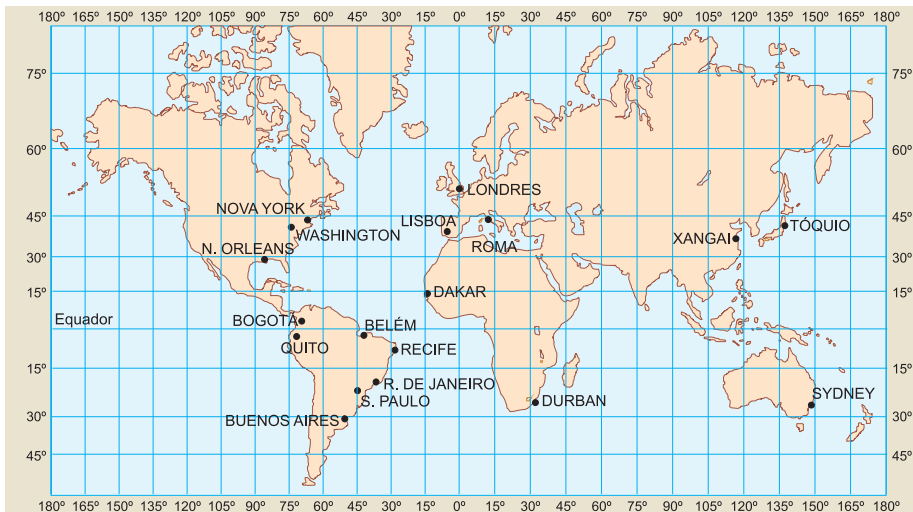 180º 165º 150º 135º 120º 105º 90º 75º 60º 45º 30º 15º 0º 15º 30º 45º 60º 75º 90º 105º 120º 135º 150º 165º 180º
75º 75º
60º 60º
LONDRES
NOVA YORK
45º 45º
LISBOA
WASHINGTON
TÓQUIO
XANGAI
N. ORLEANS
ROMA
30º 30º
15º 15º
DAKAR
Equador
BOGOTÁ
BELÉM
QUITO
RECIFE
15º 15º
R. DE JANEIRO
SYDNEY
S. PAULO
DURBAN
30º 30º
BUENOS AIRES
45º 45º
180º 165º 150º 135º 120º 105º 90º 75º 60º 45º 30º 15º 0º 15º 30º 45º 60º 75º 90º 105º 120º 135º 150º 165º 180º